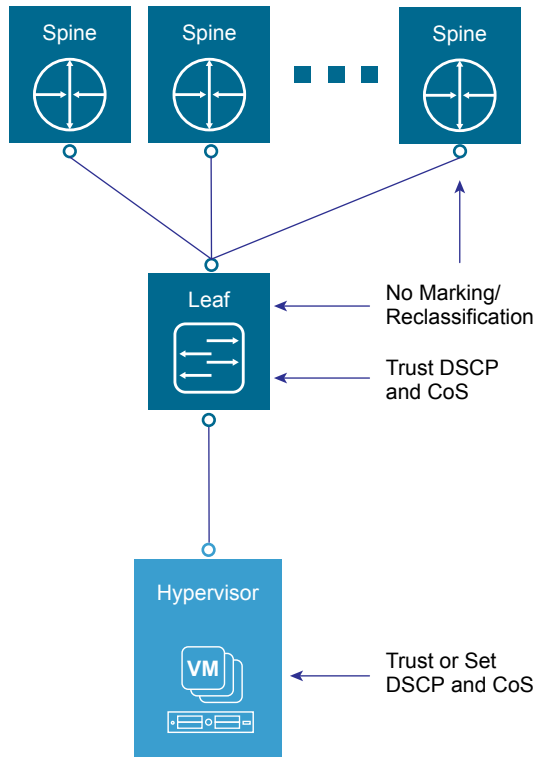 Spine
Spine
Spine
Leaf
No Marking/
Reclassification
Trust DSCP
and CoS
Hypervisor
VM
Trust or Set
DSCP and CoS